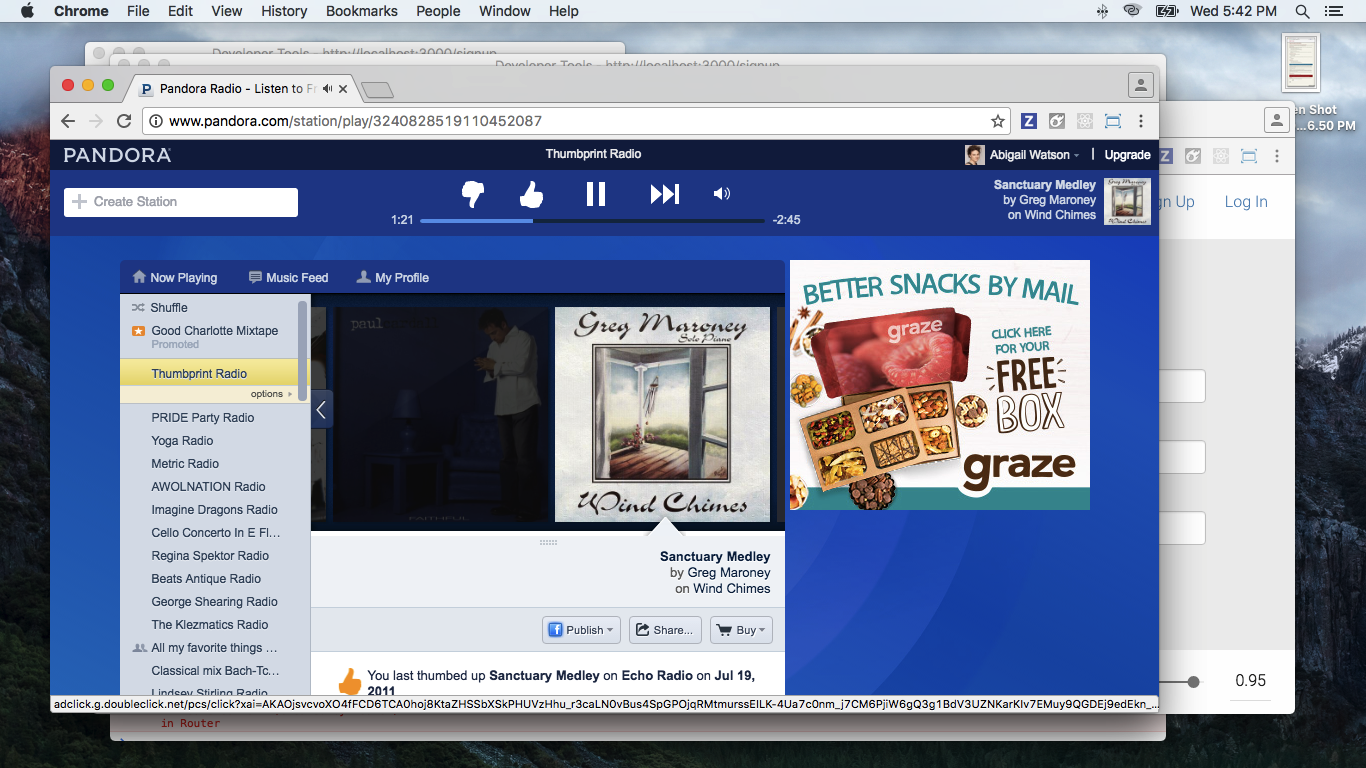 Chrome File Edit View History Bookmarks People Window Help Wed 5:42 PM
Developer Tools - http://localhost:3000/signup
Developer Tools - http://localhost:3000/signup
Pandora Radio - Listen to Fr
www.pandora.com/station/play/3240828519110452087
en Shot
...6.50 PM
PANDORA Thumbprint Radio Abigail Watson Upgrade
Create Station
1:21 -2:45
Sanctuary Medley
by Greg Maroney
on Wind Chimes
gn Up Log In
Now Playing Music Feed My Profile
Shuffle
Good Charlotte Mixtape
Promoted
Thumbprint Radio
options
PRIDE Party Radio
Yoga Radio
Metric Radio
AWOLNATION Radio
Imagine Dragons Radio
Cello Concerto In E Fl...
Regina Spektor Radio
Beats Antique Radio
George Shearing Radio
The Klezmatics Radio
All my favorite things ...
Classical mix Bach-Tc...
Lindsey Stirling Radio
paul
FAITHFUL
Greg Maroney
Solo Piano
Wind Chimes
Sanctuary Medley
by Greg Maroney
on Wind Chimes
Publish Share... Buy
You last thumbed up Sanctuary Medley on Echo Radio on Jul 19,
2011
BETTER SNACKS BY MAIL
graze
CLICK HERE
FOR YOUR
FREE
BOX
graze
0.95
in Router